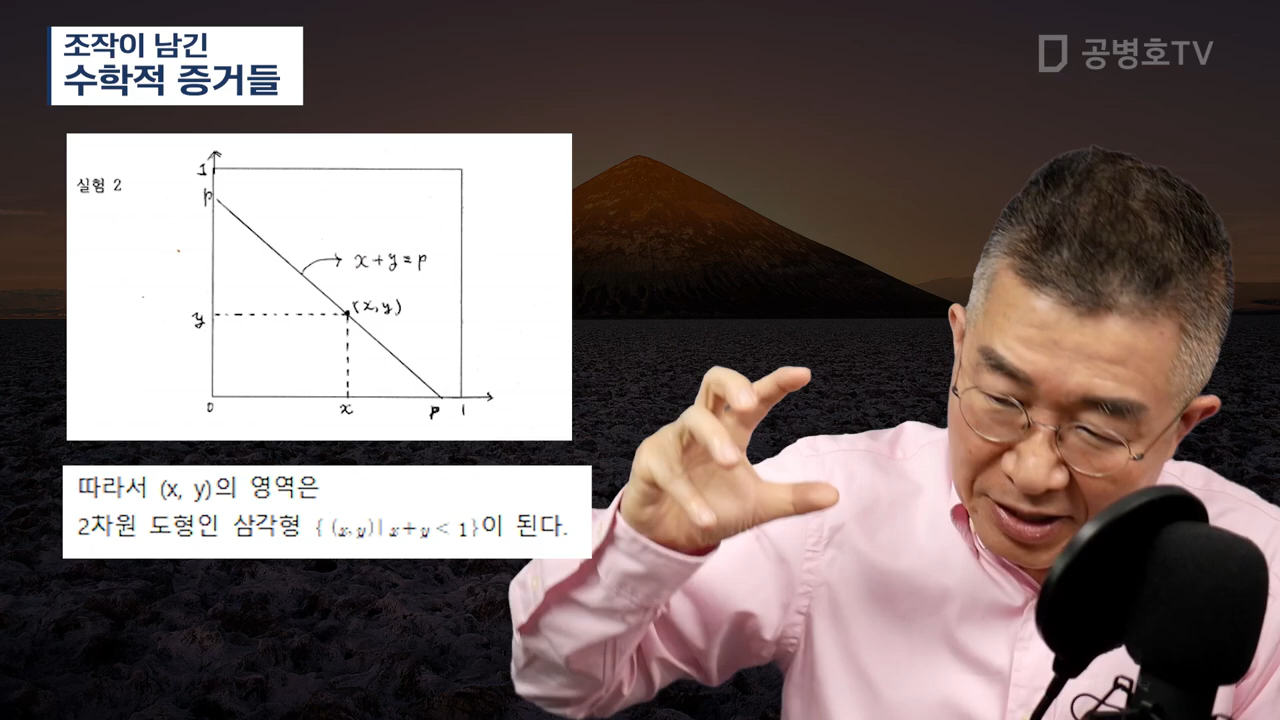 조작이 남긴
수학적 증거들
공병호TV
실험 2
1
p
x+y=p
(x,y)
y
0
x
p
1
따라서 (x, y)의 영역은
2차원 도형인 삼각형 { (x,y)| x+y < 1}이 된다.